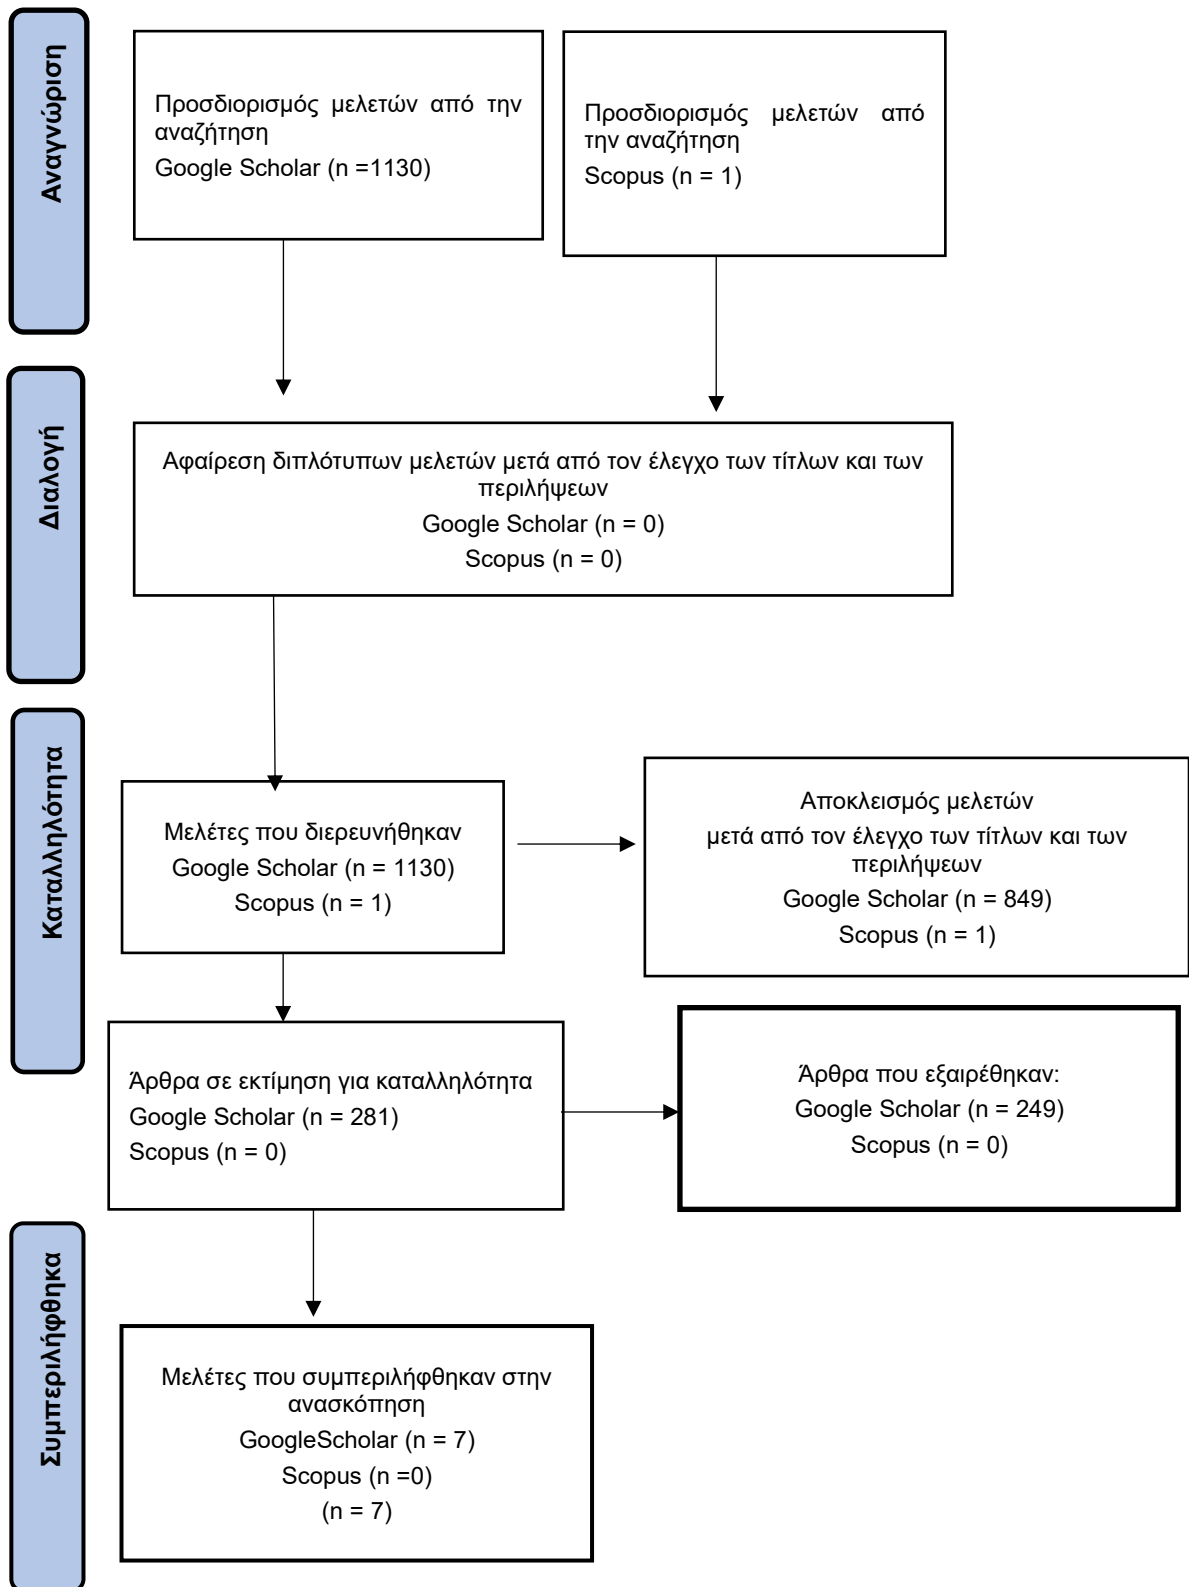 Αναγνώριση
Προσδιορισμός μελετών από την
αναζήτηση
Google Scholar (n =1130)
Προσδιορισμός μελετών από
την αναζήτηση
Scopus (n = 1)
Διαλογή
Αφαίρεση διπλότυπων μελετών μετά από τον έλεγχο των τίτλων και των
περιλήψεων
Google Scholar (n = 0)
Scopus (n = 0)
Καταλληλότητα
Μελέτες που διερευνήθηκαν
Google Scholar (n = 1130)
Scopus (n = 1)
Αποκλεισμός μελετών
μετά από τον έλεγχο των τίτλων και των
περιλήψεων
Google Scholar (n = 849)
Scopus (n = 1)
Άρθρα σε εκτίμηση για καταλληλότητα
Google Scholar (n = 281)
Scopus (n = 0)
Άρθρα που εξαιρέθηκαν:
Google Scholar (n = 249)
Scopus (n = 0)
Συμπεριλήφθηκα
Μελέτες που συμπεριλήφθηκαν στην
ανασκόπηση
GoogleScholar (n = 7)
Scopus (n =0)
(n = 7)